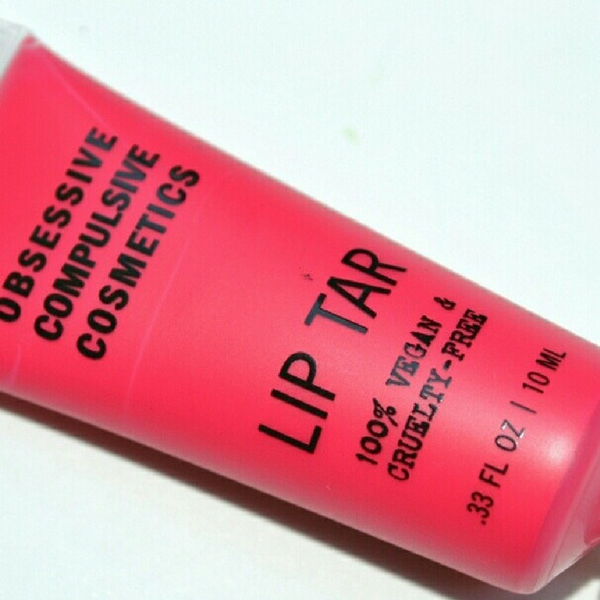 OBSESSIVE
COMPULSIVE
COSMETICS
LIP TAR
100% VEGAN &
CRUELTY-FREE
.33 FL OZ | 10 ML